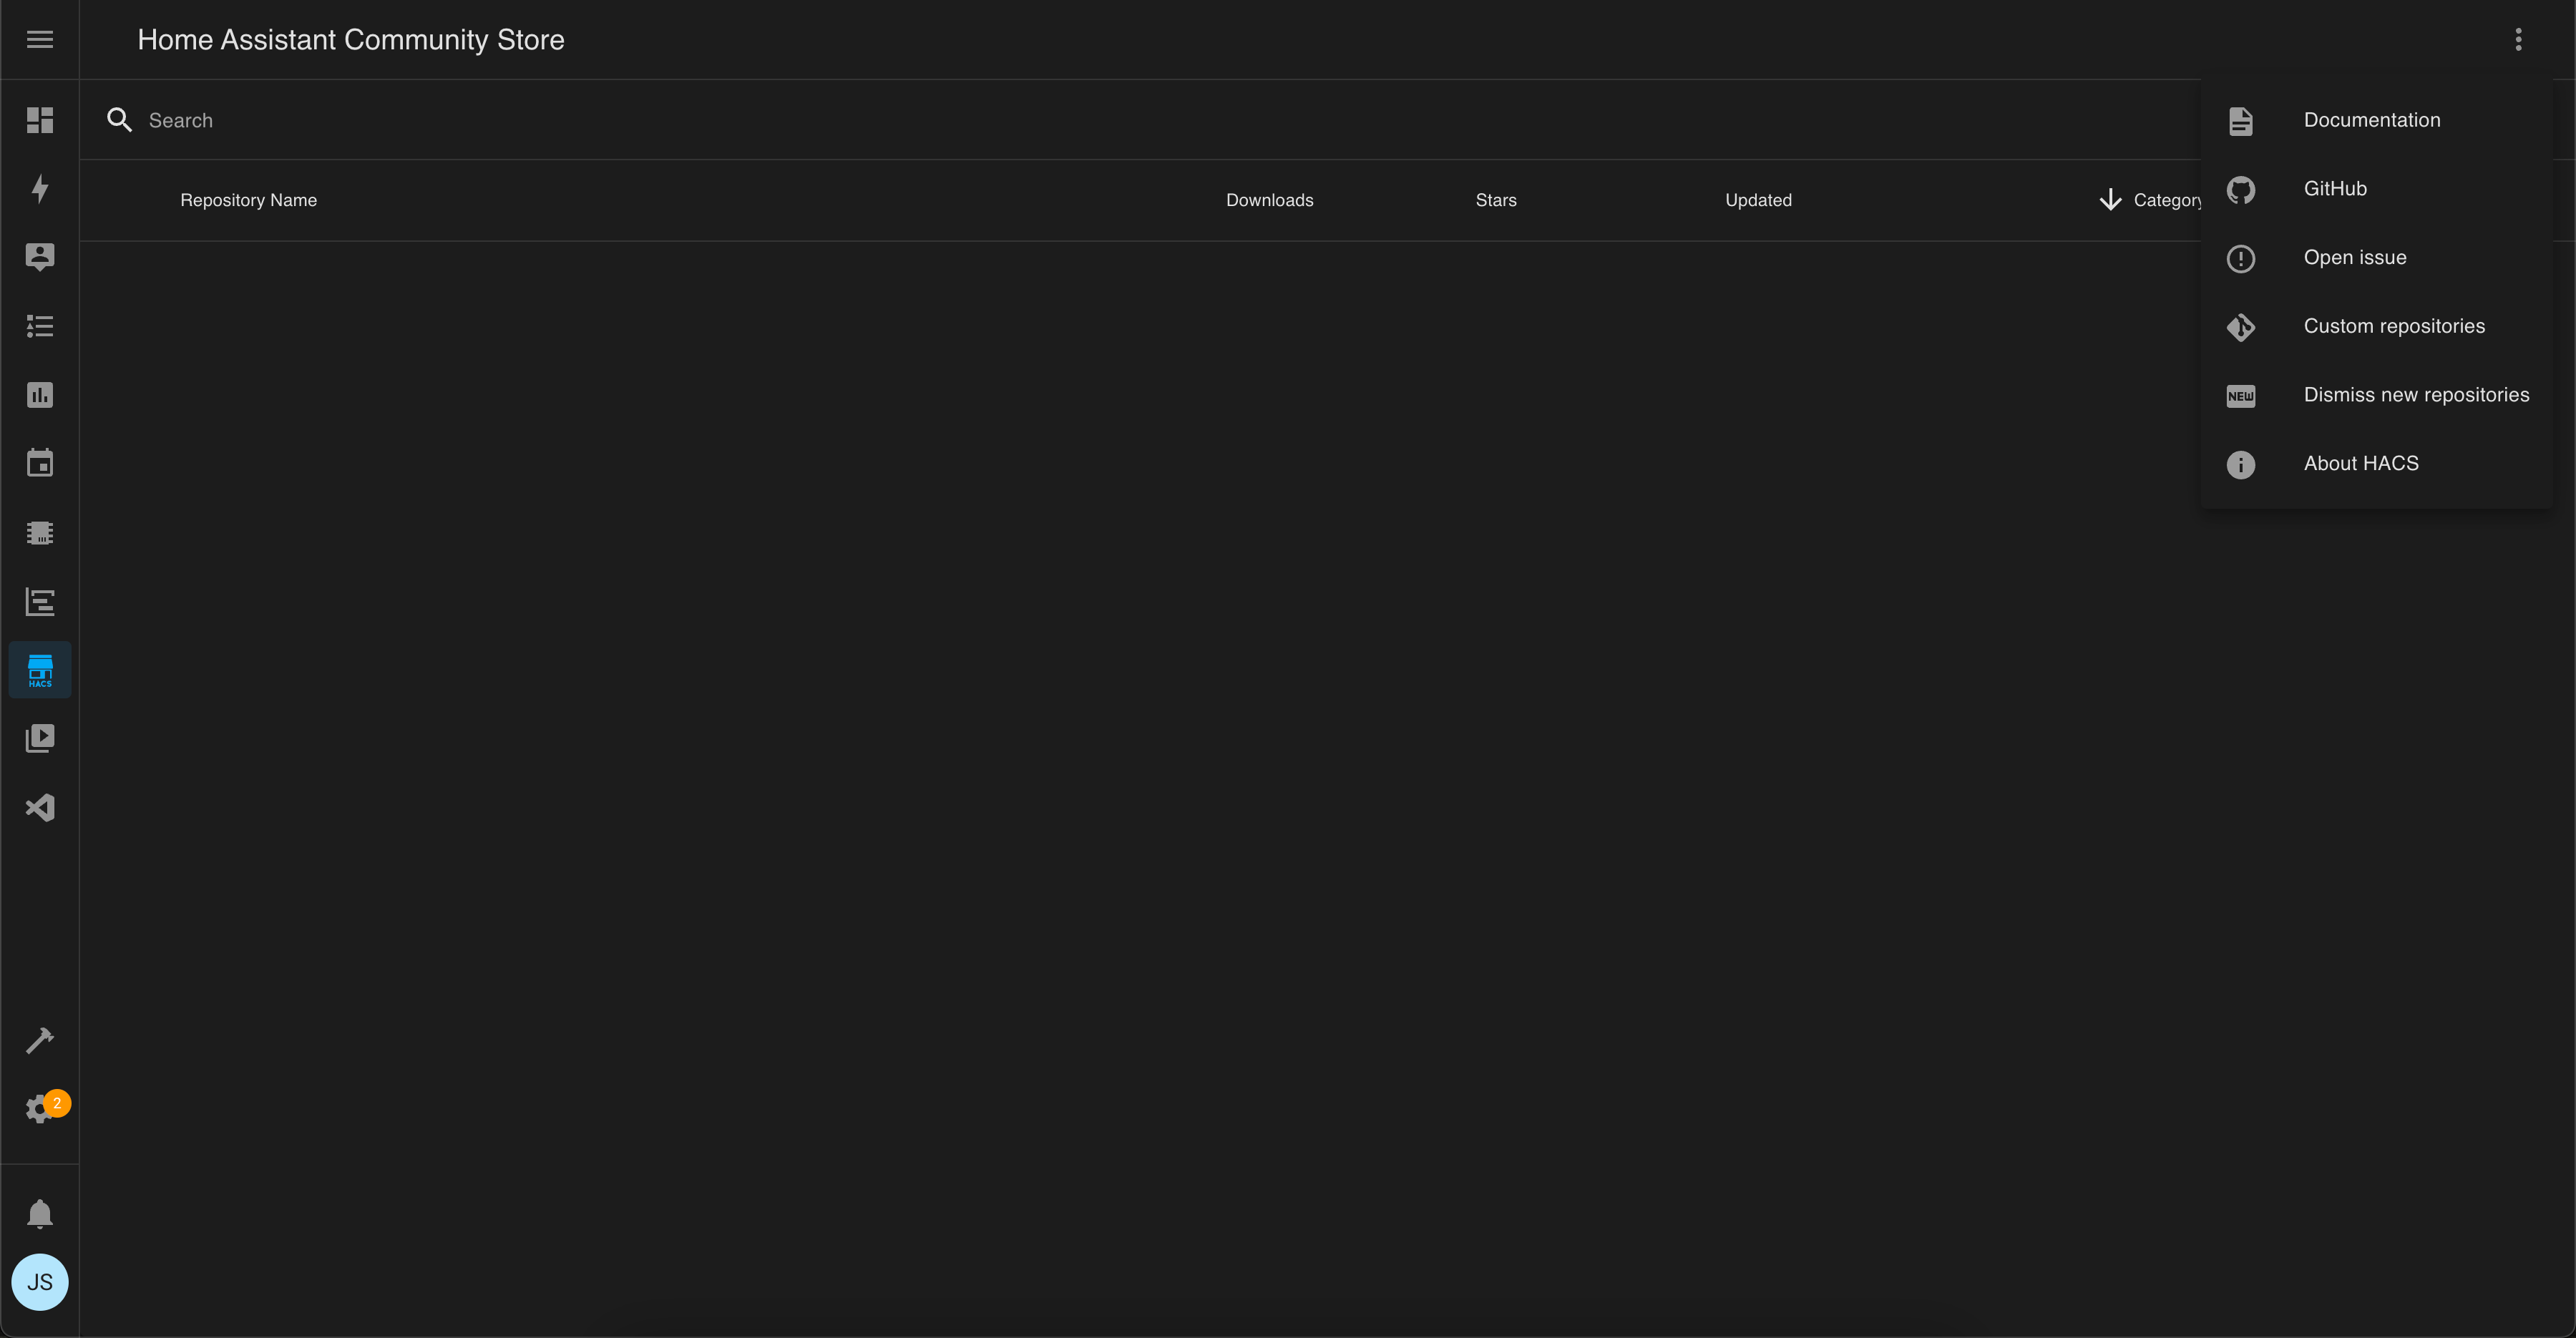 Home Assistant Community Store
Search
Repository Name
Downloads
Stars
Updated
Category
Documentation
GitHub
Open issue
Custom repositories
NEW
Dismiss new repositories
About HACS
HACS
2
JS